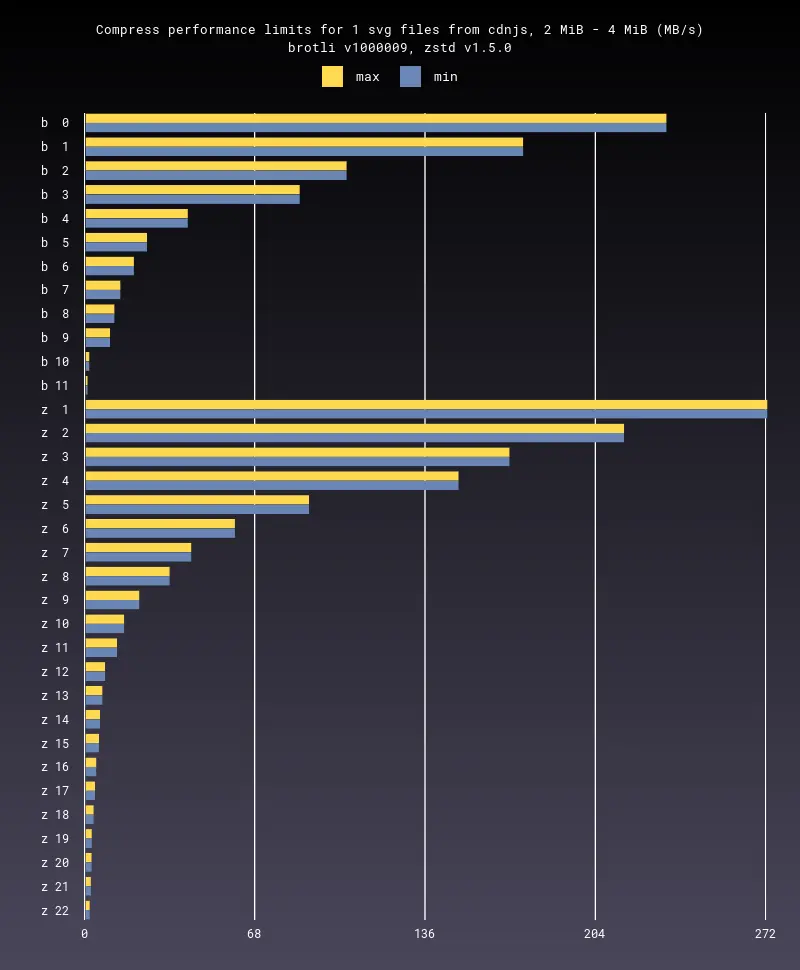 Compress performance limits for 1 svg files from cdnjs, 2 MiB - 4 MiB (MB/s)
brotli v1000009, zstd v1.5.0
max min
b 0
b 1
b 2
b 3
b 4
b 5
b 6
b 7
b 8
b 9
b 10
b 11
z 1
z 2
z 3
z 4
z 5
z 6
z 7
z 8
z 9
z 10
z 11
z 12
z 13
z 14
z 15
z 16
z 17
z 18
z 19
z 20
z 21
z 22
0 68 136 204 272